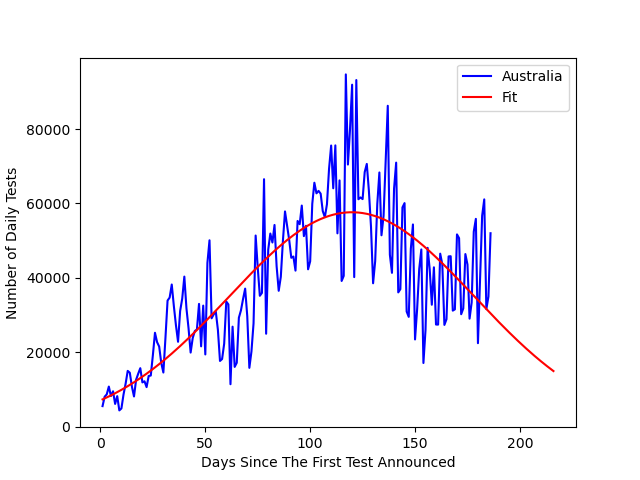 Australia
Fit
Number of Daily Tests
80000
60000
40000
20000
0
0 50 100 150 200
Days Since The First Test Announced